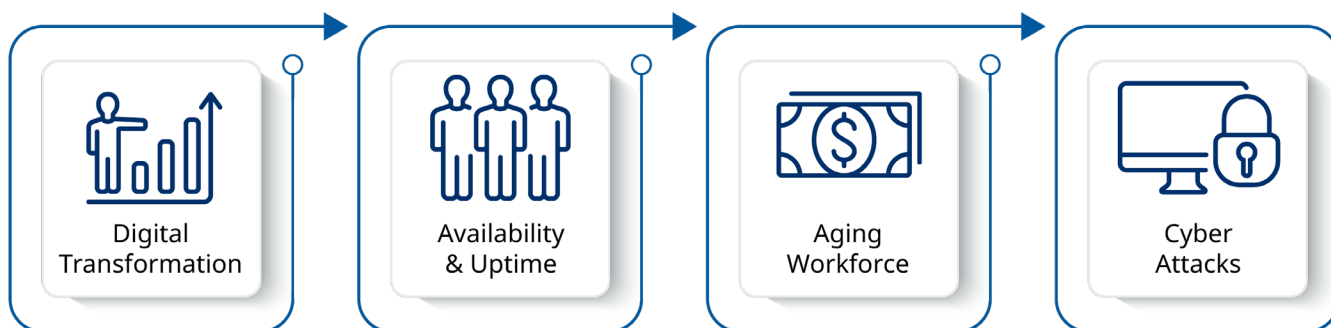 Digital
Transformation
Availability
& Uptime
Aging
Workforce
Cyber
Attacks